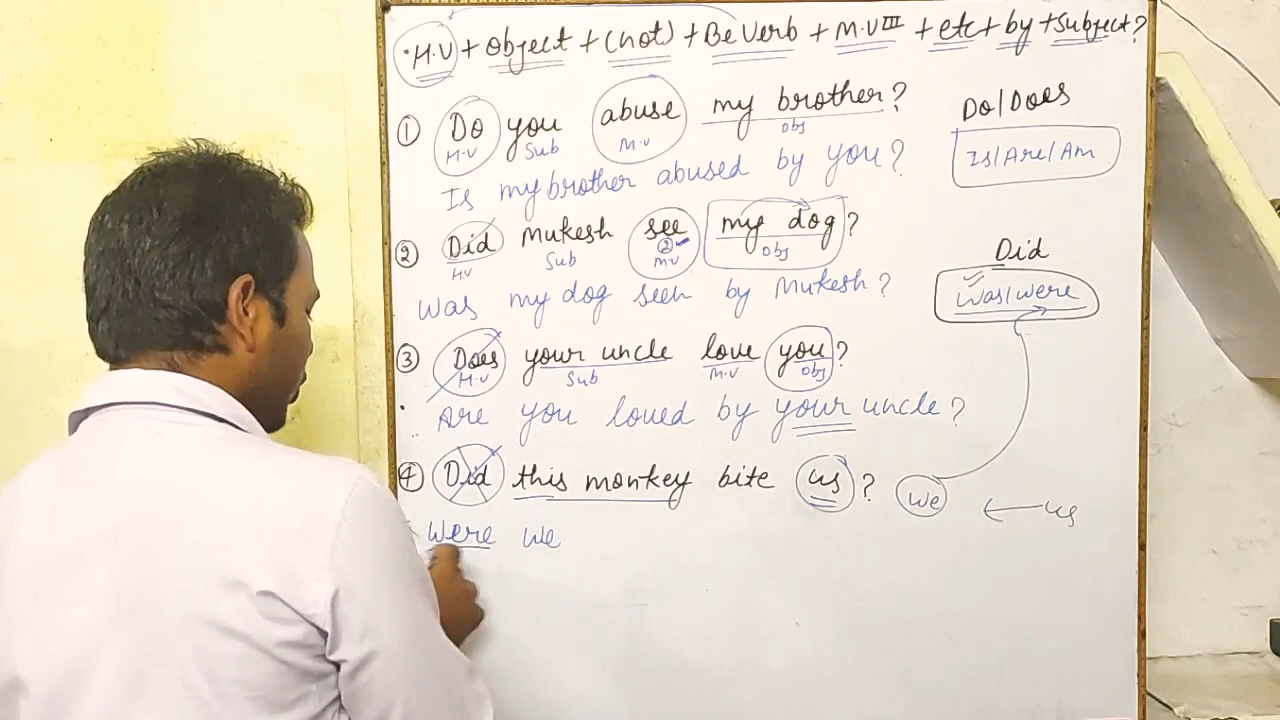 • H.V + object + (not) + Be Verb + M.V III + etc + by + Subject?
① Do you abuse my brother?
H.V Sub M.V obj
Is my brother abused by you?
Do/Does
Is/Are/Am
② Did Mukesh see my dog?
H.V Sub ② M.V Obj
Was my dog seen by Mukesh?
Did
Was/were
③ Does your uncle love you?
H.V Sub M.V Obj
Are you loved by your uncle?
④ Did this monkey bite us? we ← us
Were we